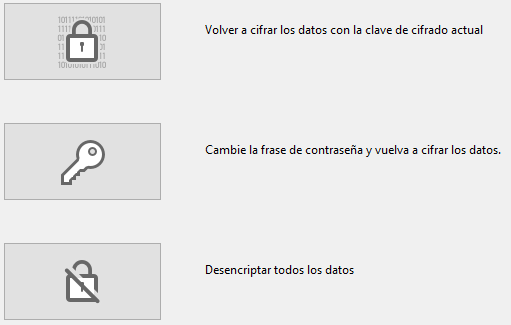 Volver a cifrar los datos con la clave de cifrado actual
Cambie la frase de contraseña y vuelva a cifrar los datos.
Desencriptar todos los datos